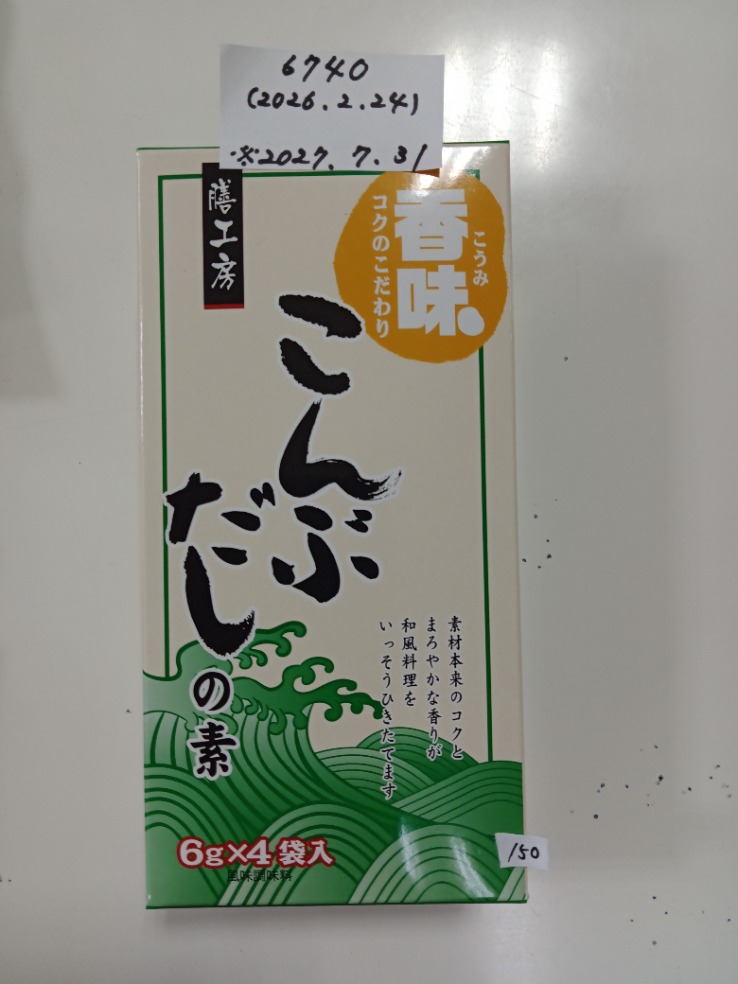 6740
(2026.2.24)
※2027.7.31
膳工房
香味
こうみ
コクのこだわり
こんぶ
だしの素
素材本来のコクと
まろやかな香りが
和風料理を
いっそうひきたてます
6g×4袋入
風味調味料
150